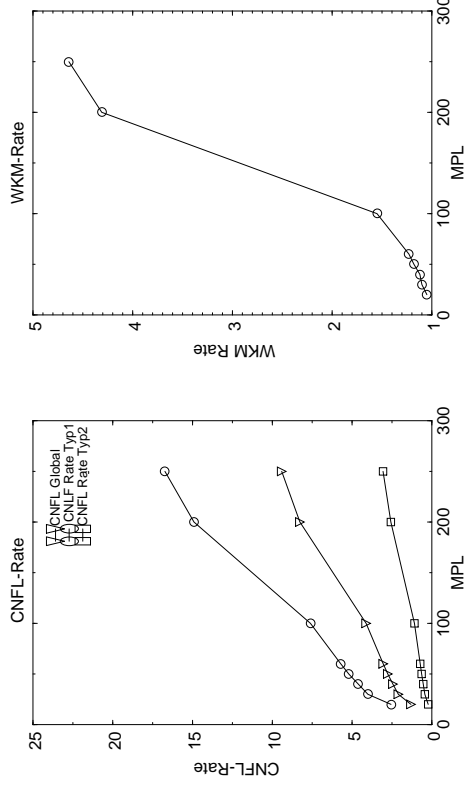 CNFL-Rate
CNFL Global
CNLF Rate Typ1
CNFL Rate Typ2
25
20
15
10
5
0
CNFL-Rate
0
100
200
300
MPL
WKM-Rate
5
4
3
2
1
WKM Rate
0
100
200
300
MPL